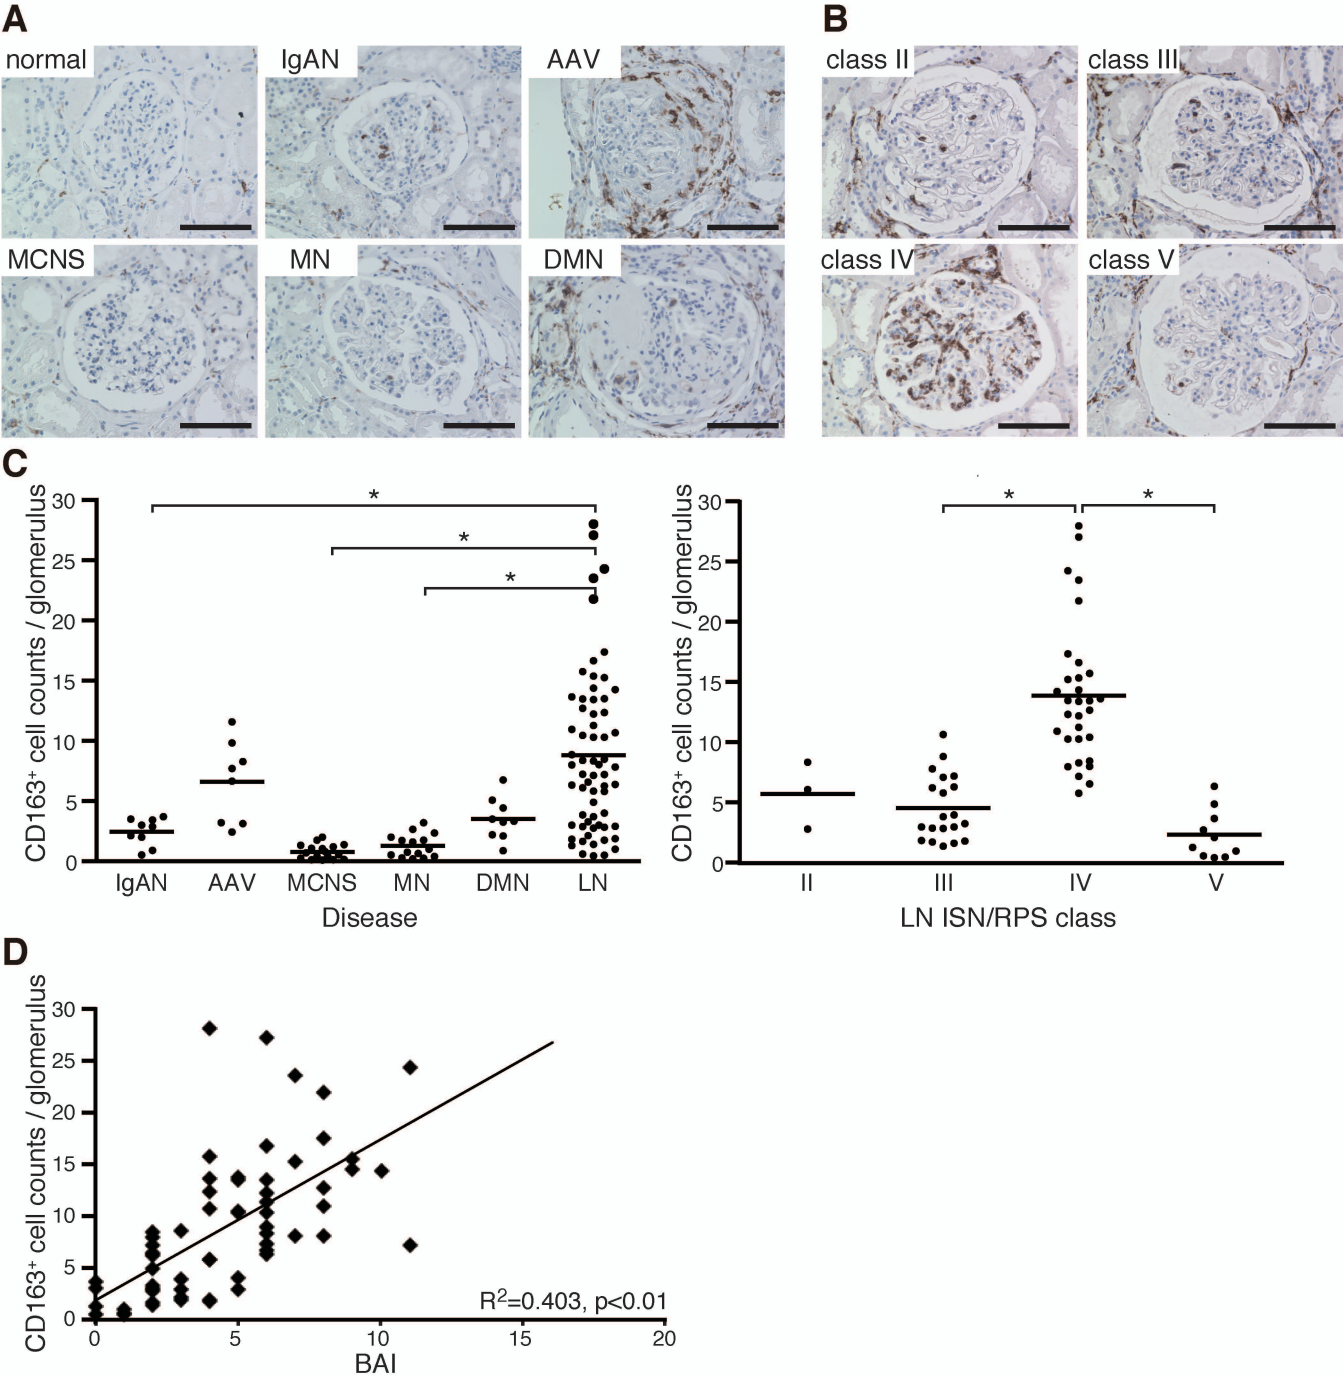 A
B
normal
IgAN
AAV
MCNS
MN
DMN
class II
class III
class IV
class V
C
CD163+ cell counts / glomerulus
30
25
20
15
10
5
0
*
*
*
IgAN
AAV
MCNS
MN
DMN
LN
Disease
CD163+ cell counts / glomerulus
30
25
20
15
10
5
0
*
*
II
III
IV
V
LN ISN/RPS class
D
CD163+ cell counts / glomerulus
30
25
20
15
10
5
0
R2=0.403, p<0.01
0
5
10
15
20
BAI